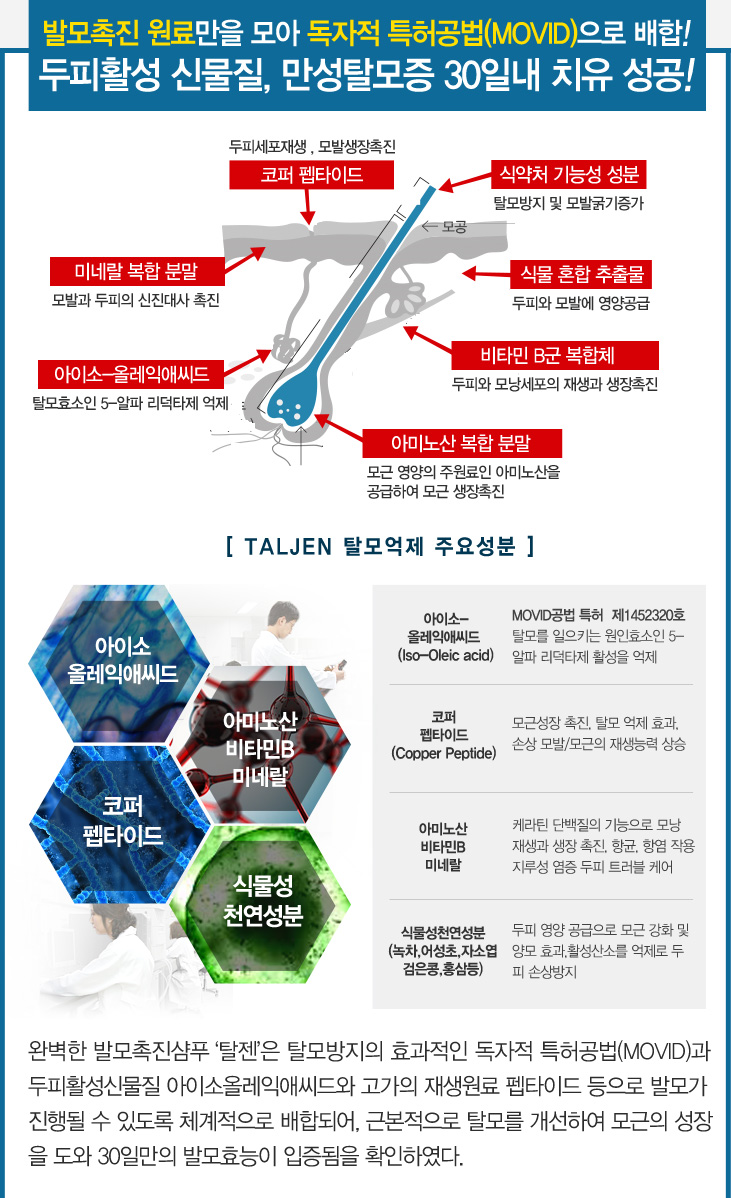 발모촉진 원료만을 모아 독자적 특허공법(MOVID)으로 배합!
두피활성 신물질, 만성탈모증 30일내 치유 성공!
두피세포재생 , 모발생장촉진
코퍼 펩타이드
식약처 기능성 성분
탈모방지 및 모발굵기증가
모공
미네랄 복합 분말
모발과 두피의 신진대사 촉진
식물 혼합 추출물
두피와 모발에 영양공급
비타민 B군 복합체
두피와 모낭세포의 재생과 생장촉진
아이소-올레익애씨드
탈모효소인 5-알파 리덕타제 억제
아미노산 복합 분말
모근 영양의 주원료인 아미노산을
공급하여 모근 생장촉진
[ TALJEN 탈모억제 주요성분 ]
아이소
올레익애씨드
아미노산
비타민B
미네랄
코퍼
펩타이드
식물성
천연성분
아이소-
올레익애씨드
(Iso-Oleic acid)
MOVID공법 특허 제1452320호
탈모를 일으키는 원인효소인 5-
알파 리덕타제 활성을 억제
코퍼
펩타이드
(Copper Peptide)
모근성장 촉진, 탈모 억제 효과,
손상 모발/모근의 재생능력 상승
아미노산
비타민B
미네랄
케라틴 단백질의 기능으로 모낭
재생과 생장 촉진, 항균, 항염 작용
지루성 염증 두피 트러블 케어
식물성천연성분
(녹차,어성초,자소엽
검은콩,홍삼등)
두피 영양 공급으로 모근 강화 및
양모 효과,활성산소를 억제로 두
피 손상방지
완벽한 발모촉진샴푸 ‘탈젠’은 탈모방지의 효과적인 독자적 특허공법(MOVID)과
두피활성신물질 아이소올레익애씨드와 고가의 재생원료 펩타이드 등으로 발모가
진행될 수 있도록 체계적으로 배합되어, 근본적으로 탈모를 개선하여 모근의 성장
을 도와 30일만의 발모효능이 입증됨을 확인하였다.